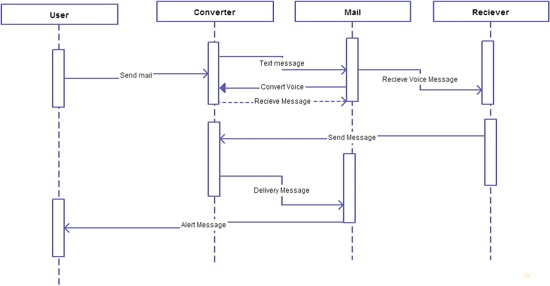 User
Converter
Mail
Reciever
Text message
Send mail
Recieve Voice Message
Convert Voice
Recieve Message
Send Message
Delivery Message
Alert Message